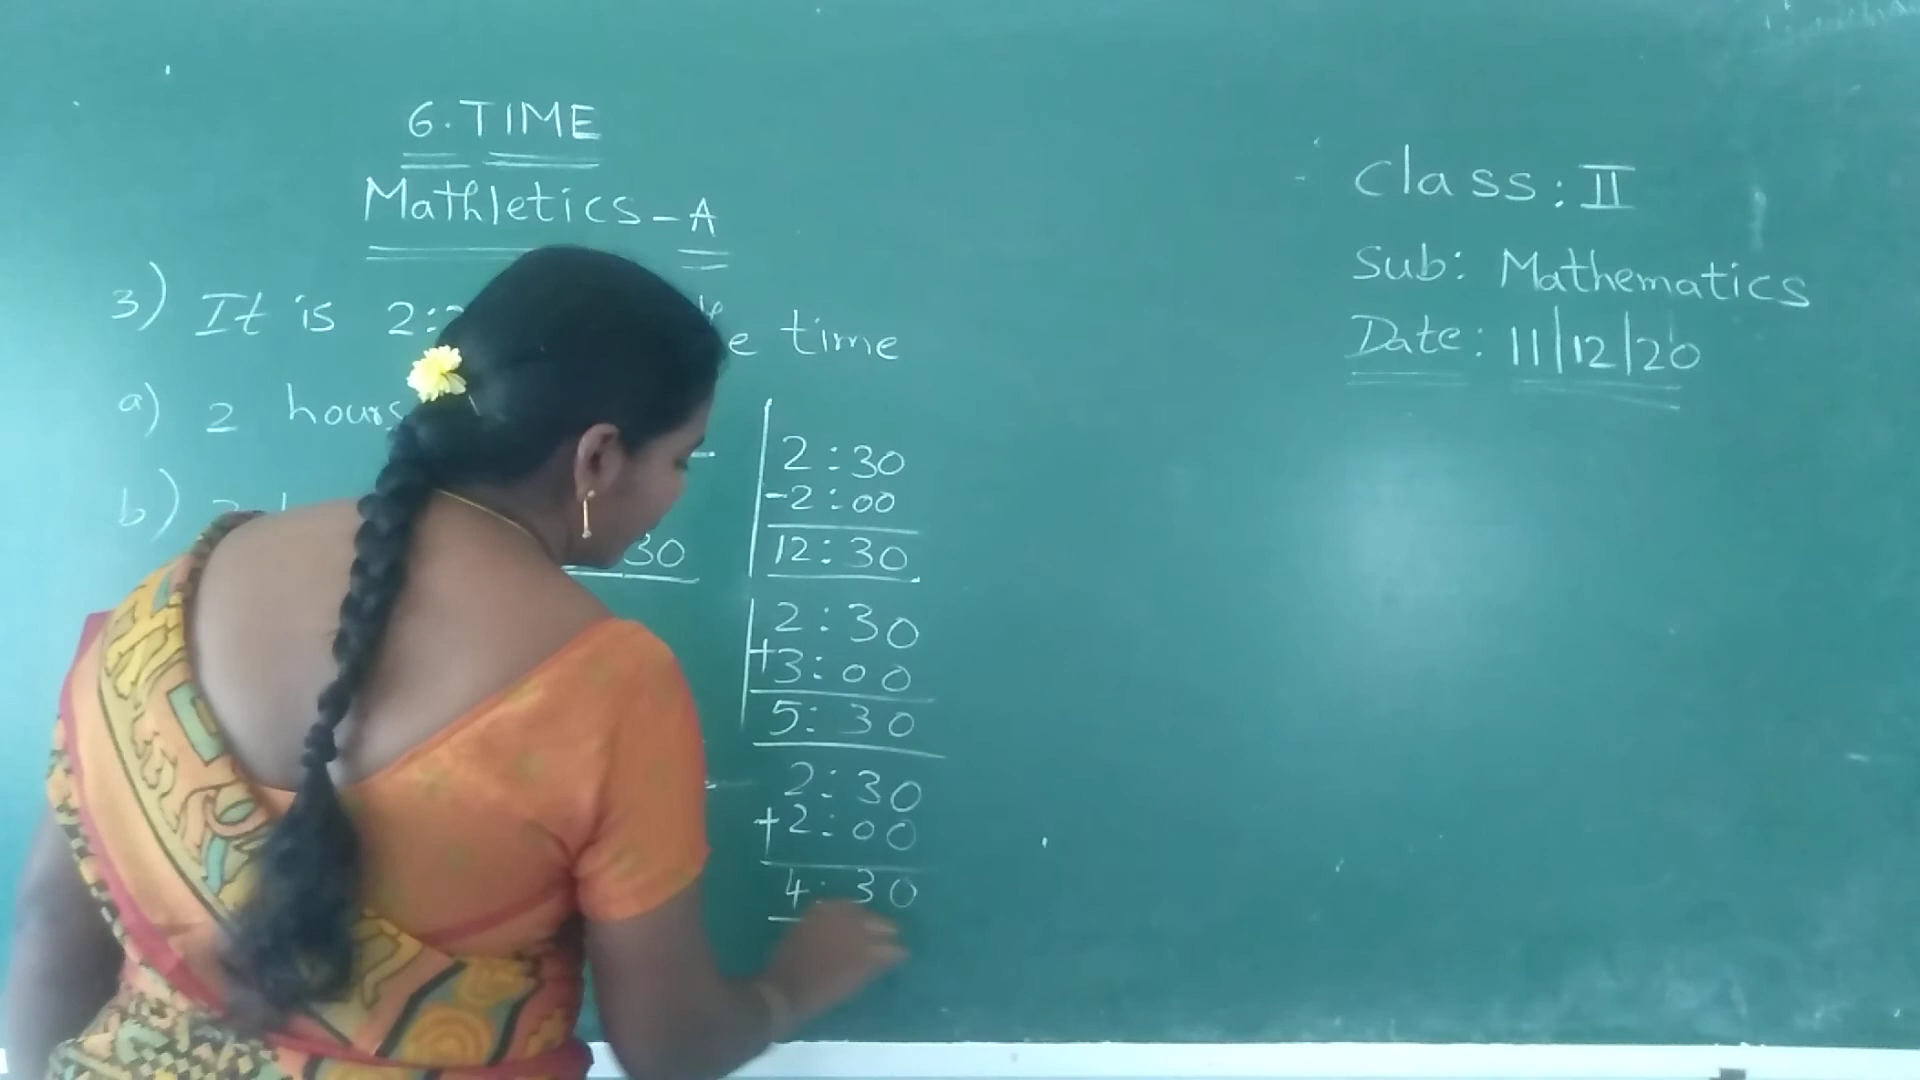 6. TIME
Mathletics - A
3) It is 2: time
a) 2 hours
b)
30
2:30
-2:00
12:30
2:30
+3:00
5:30
2:30
+2:00
4:30
Class: II
Sub: Mathematics
Date: 11/12/20